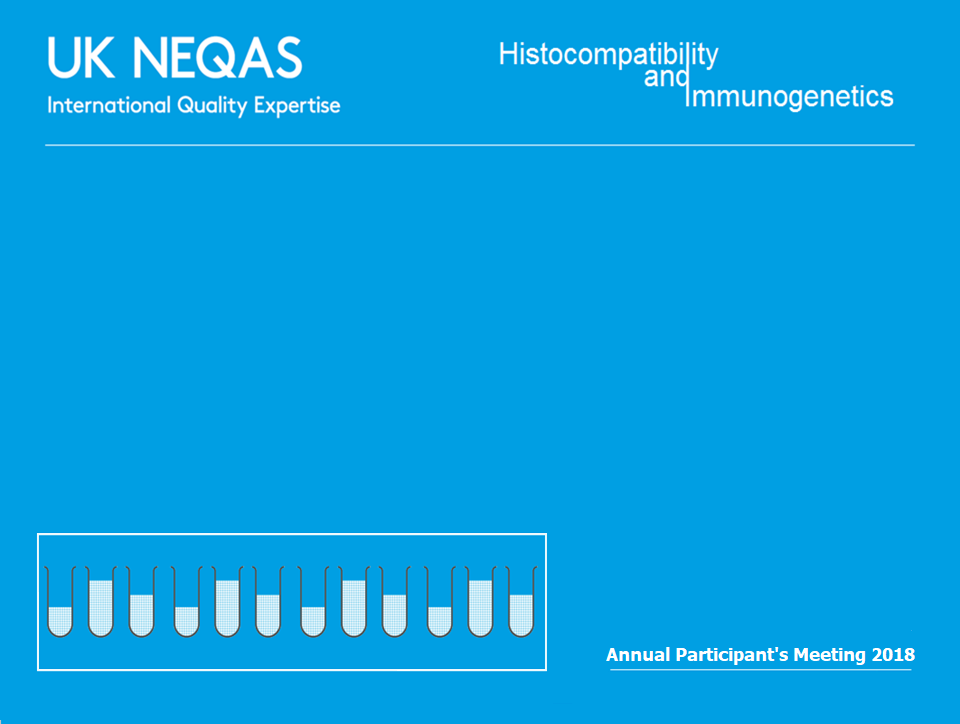 UK NEQAS
International Quality Expertise
Histocompatibility
and
Immunogenetics
Annual Participant's Meeting 2018